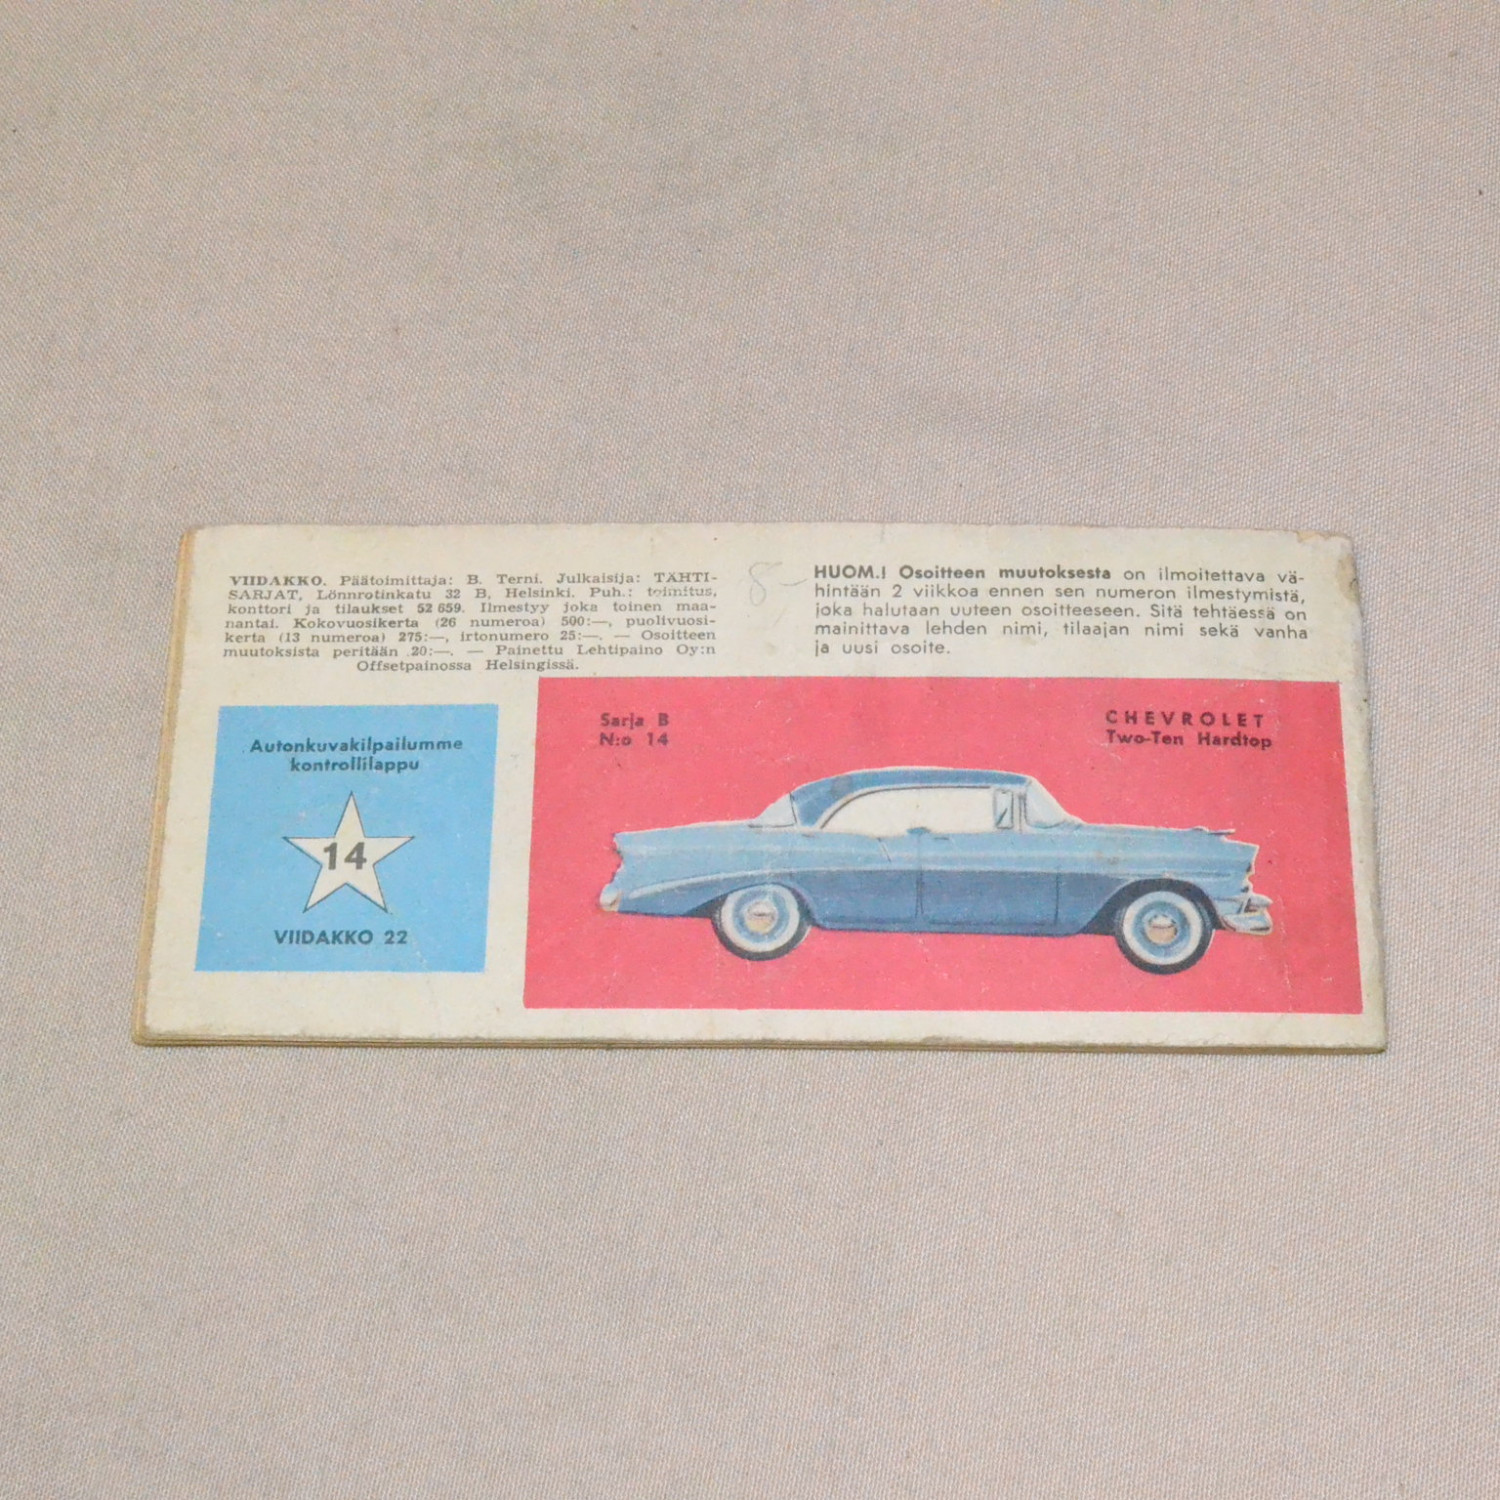 VIIDAKKO. Päätoimittaja: B. Terni. Julkaisija: TÄHTI-
SARJAT, Lönnrotinkatu 32 B, Helsinki. Puh.: toimitus,
konttori ja tilaukset 52 659. Ilmestyy joka toinen maa-
nantai. Kokovuosikerta (26 numeroa) 500:—, puolivuosi-
kerta (13 numeroa) 275:—, irtonumero 25:—. — Osoitteen
muutoksista peritään 20:—. — Painettu Lehtipaino Oy:n
Offsetpainossa Helsingissä.
8-
HUOM.! Osoitteen muutoksesta on ilmoitettava vä-
hintään 2 viikkoa ennen sen numeron ilmestymistä,
joka halutaan uuteen osoitteeseen. Sitä tehtäessä on
mainittava lehden nimi, tilaajan nimi sekä vanha
ja uusi osoite.
Autonkuvakilpailumme
kontrollilappu
14
VIIDAKKO 22
Sarja B
N:o 14
CHEVROLET
Two-Ten Hardtop